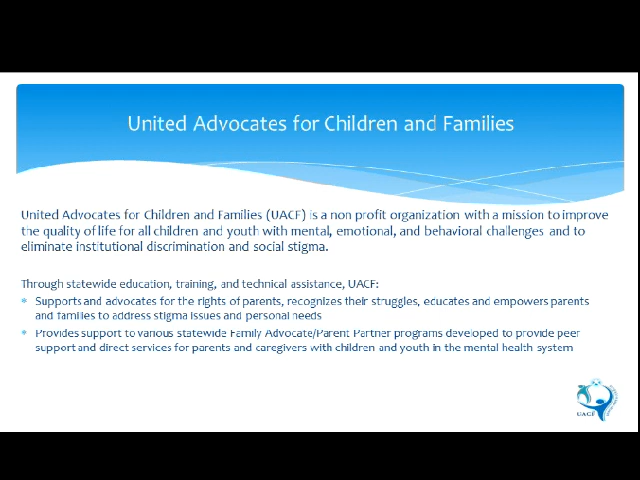 United Advocates for Children and Families
United Advocates for Children and Families (UACF) is a non profit organization with a mission to improve
the quality of life for all children and youth with mental, emotional, and behavioral challenges and to
eliminate institutional discrimination and social stigma.
Through statewide education, training, and technical assistance, UACF:
* Supports and advocates for the rights of parents, recognizes their struggles, educates and empowers parents
and families to address stigma issues and personal needs
* Provides support to various statewide Family Advocate/Parent Partner programs developed to provide peer
support and direct services for parents and caregivers with children and youth in the mental health system
UACF